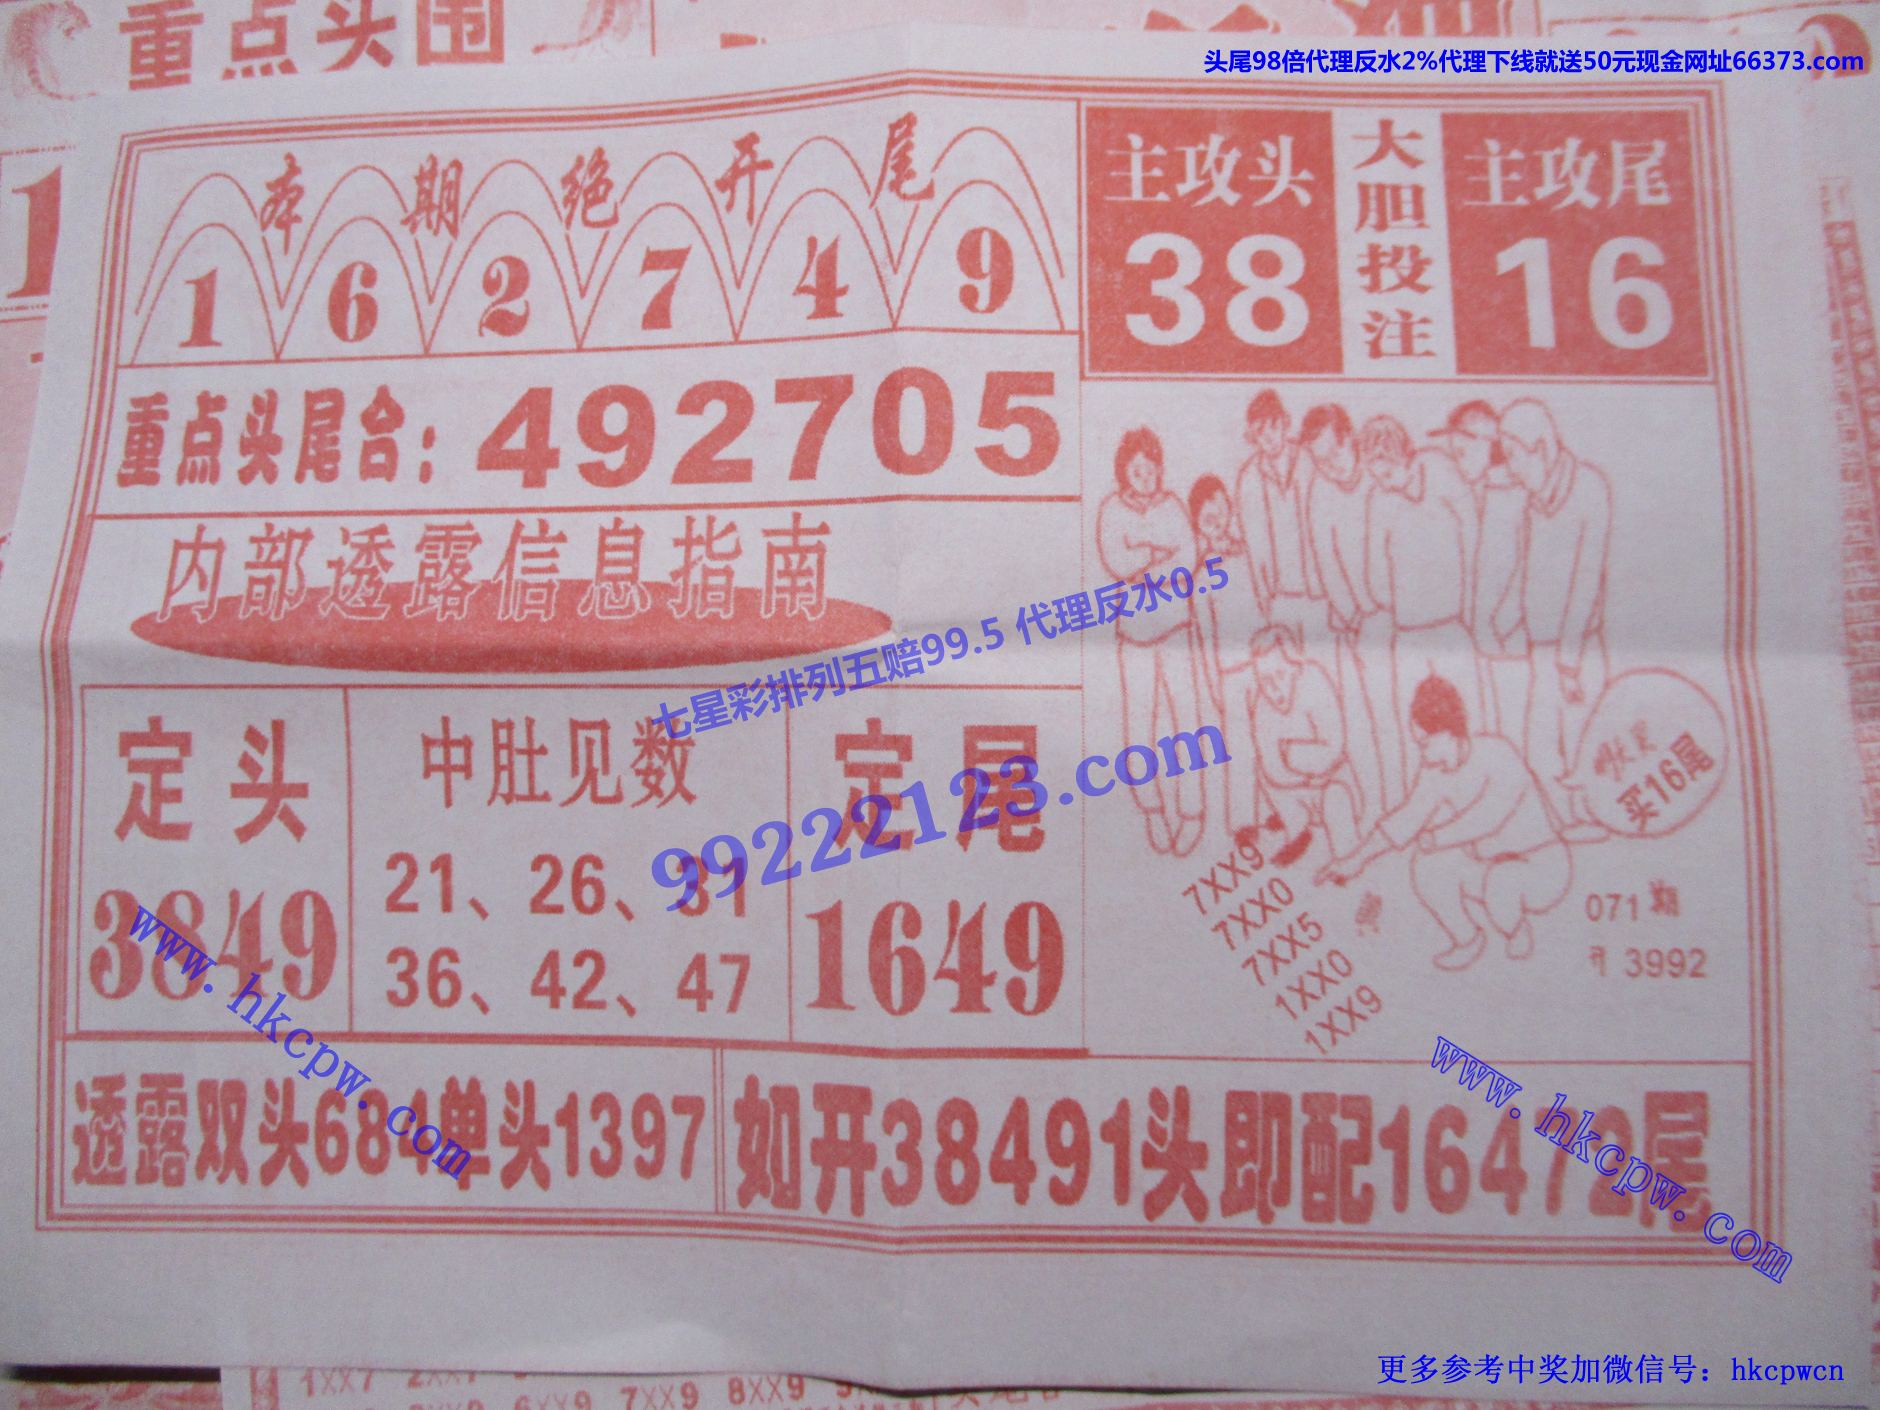 重点头围
头尾98倍代理反水2%代理下线就送50元现金网址66373.com
本期绝开尾
1 6 2 7 4 9
主攻头
38
大胆投注
主攻尾
16
重点头尾合：492705
内部透露信息指南
七星彩排列五赔99.5 代理反水0.5
99222123.com
定头
3849
中肚见数
21、26、31
36、42、47
定尾
1649
买16尾
7XX9
7XX0
7XX5
1XX0
1XX9
071期
开 3992
www.hkcpw.com
www.hkcpw.com
透露双头684单头1397
如开38491头即配16472尾
更多参考中奖加微信号：hkcpwcn
1XX7
6XX9 7XX9 8XX9